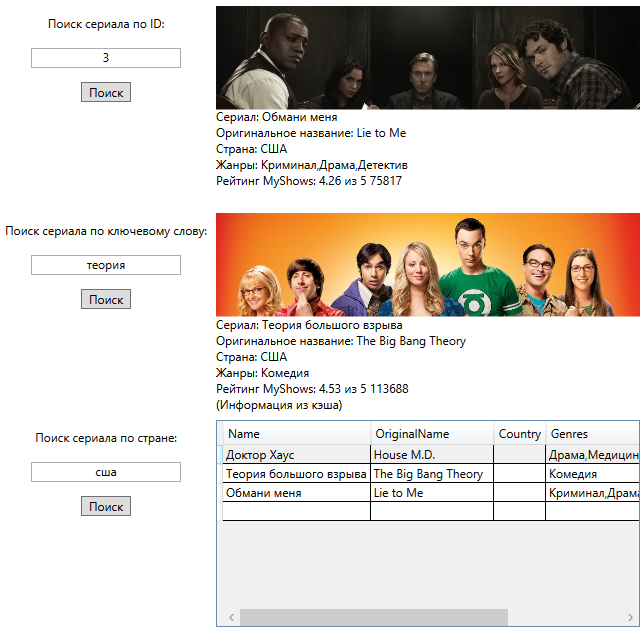 Поиск сериала по ID:
3
Поиск
Сериал: Обмани меня
Оригинальное название: Lie to Me
Страна: США
Жанры: Криминал,Драма,Детектив
Рейтинг MyShows: 4.26 из 5 75817
Поиск сериала по ключевому слову:
теория
Поиск
Сериал: Теория большого взрыва
Оригинальное название: The Big Bang Theory
Страна: США
Жанры: Комедия
Рейтинг MyShows: 4.53 из 5 113688
(Информация из кэша)
Поиск сериала по стране:
сша
Поиск
Name OriginalName Country Genres
Доктор Хаус House M.D. Драма,Медицин
Теория большого взрыва The Big Bang Theory Комедия
Обмани меня Lie to Me Криминал,Драма